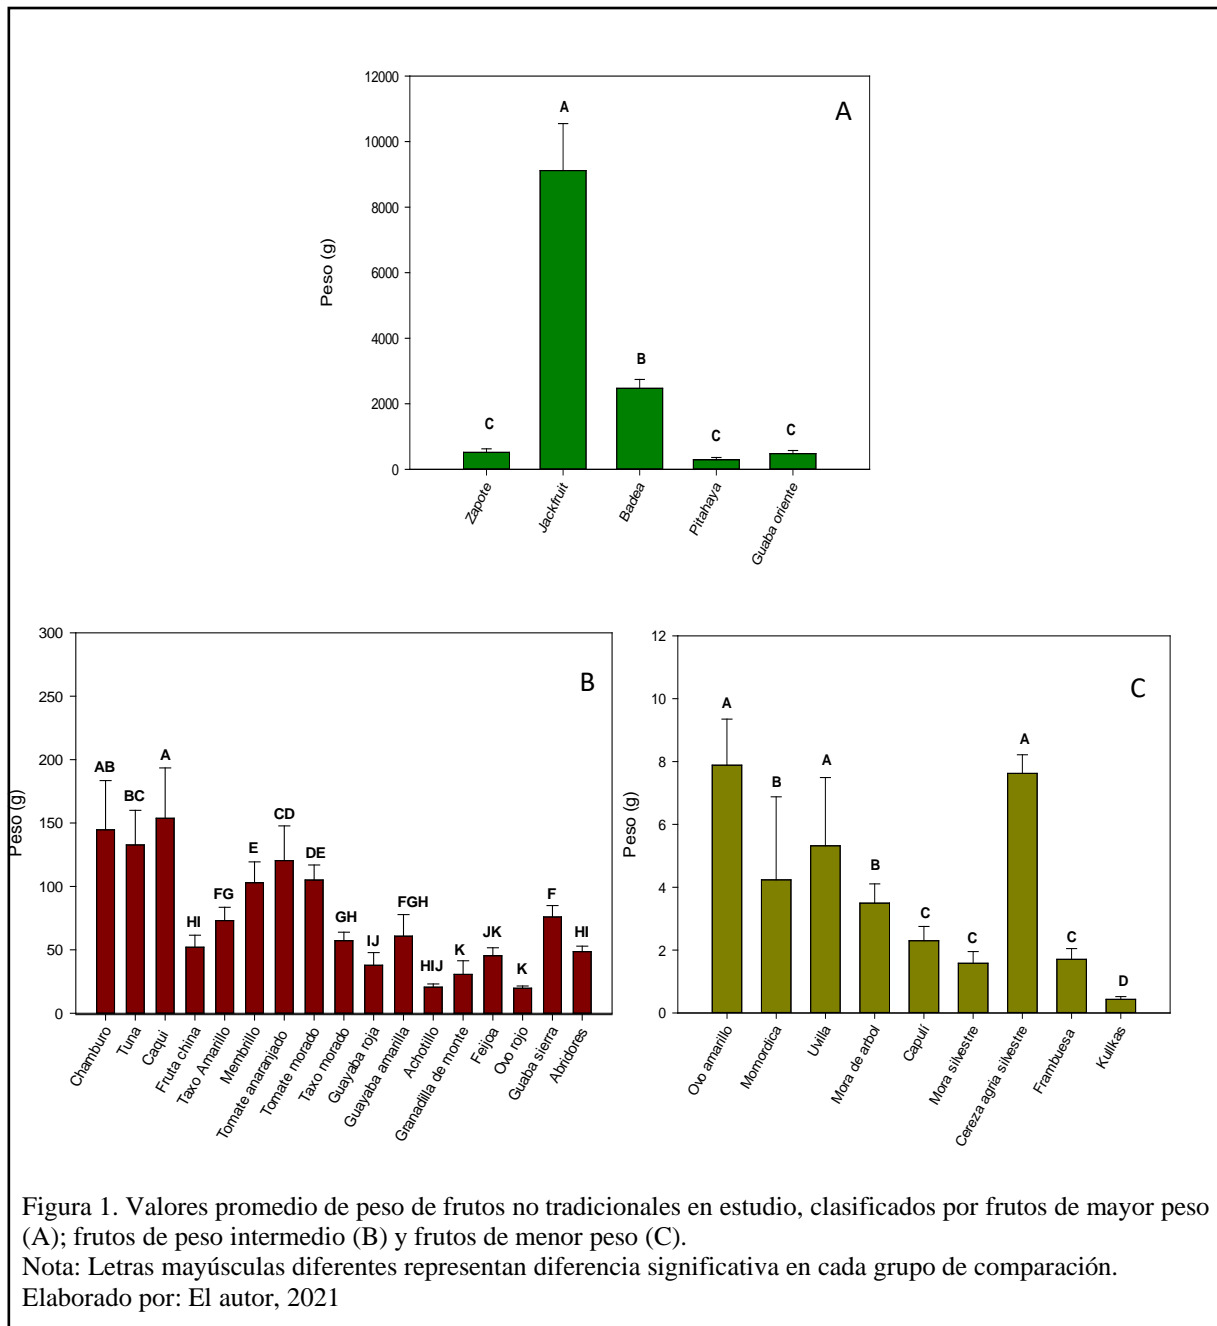 12000
10000
8000
6000
4000
2000
0
Peso (g)
A
C
A
B
C
C
Zapote
Jackfruit
Badea
Pitahaya
Guaba oriente
300
250
200
150
100
50
0
Peso (g)
B
AB
BC
A
HI
FG
E
CD
DE
GH
IJ
FGH
HIJ
K
JK
K
F
HI
Chamburo
Tuna
Caqui
Fruta china
Taxo Amarillo
Membrillo
Tomate anaranjado
Tomate morado
Taxo morado
Guayaba roja
Guayaba amarilla
Achotillo
Granadilla de monte
Feijoa
Ovo rojo
Guaba sierra
Abridores
12
10
8
6
4
2
0
Peso (g)
C
A
B
A
B
C
C
A
C
D
Ovo amarillo
Momordica
Uvilla
Mora de arbol
Capulí
Mora silvestre
Cereza agria silvestre
Frambuesa
Kullkas
Figura 1. Valores promedio de peso de frutos no tradicionales en estudio, clasificados por frutos de mayor peso
(A); frutos de peso intermedio (B) y frutos de menor peso (C).
Nota: Letras mayúsculas diferentes representan diferencia significativa en cada grupo de comparación.
Elaborado por: El autor, 2021